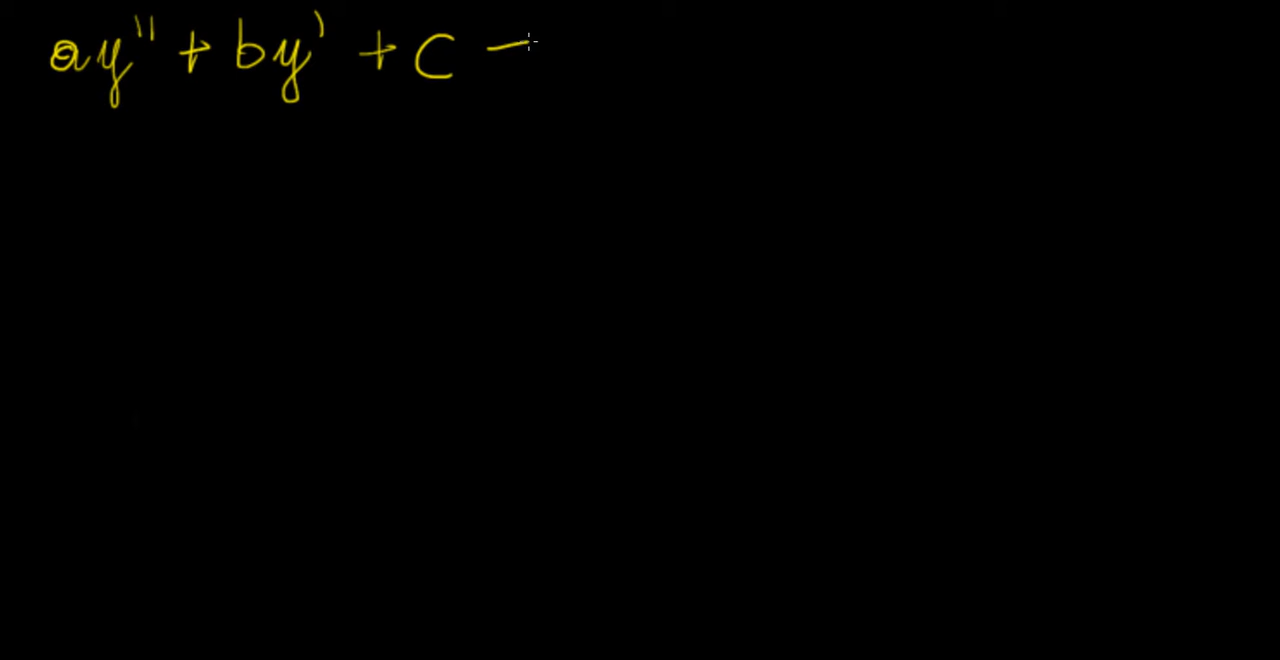 ay'' + by' + c -